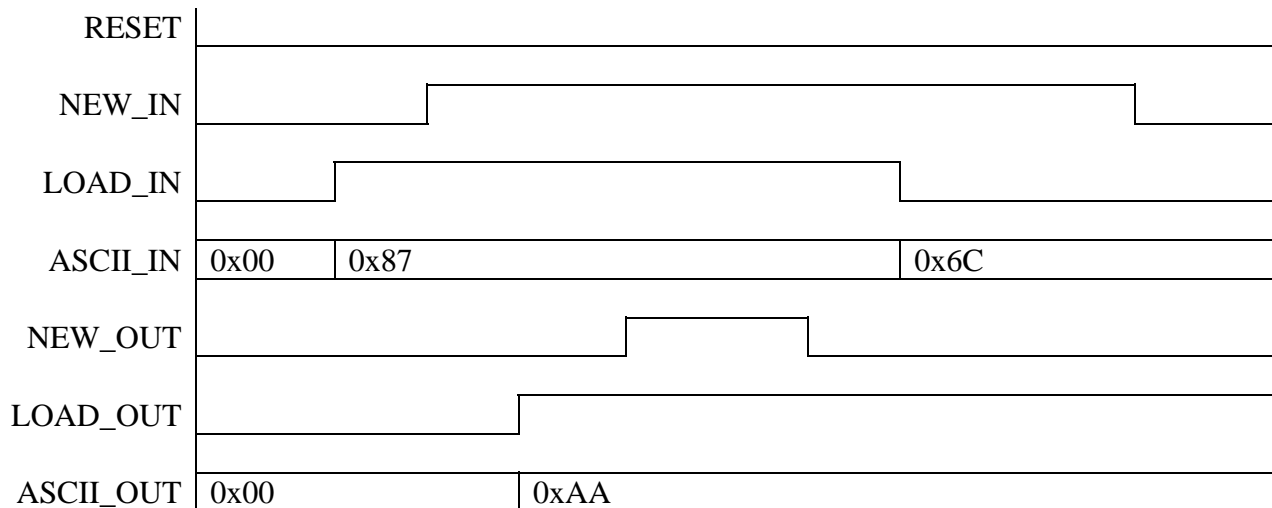 RESET
NEW_IN
LOAD_IN
ASCII_IN 0x00 0x87 0x6C
NEW_OUT
LOAD_OUT
ASCII_OUT 0x00 0xAA